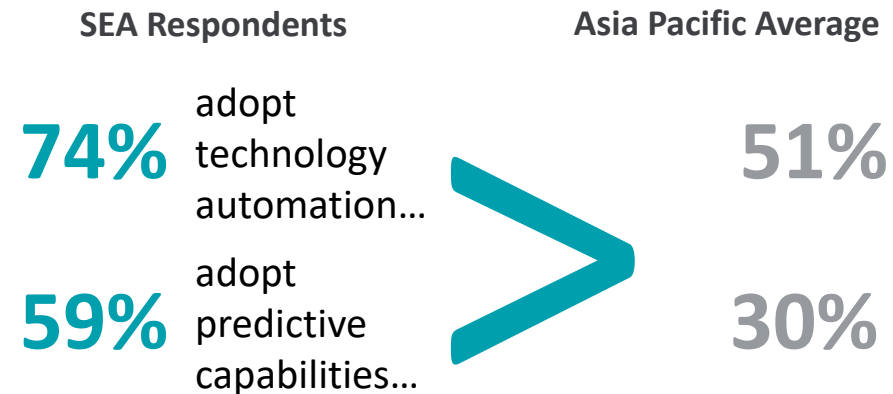 SEA Respondents
Asia Pacific Average
74%
adopt
technology
automation…
>
51%
59%
adopt
predictive
capabilities…
30%